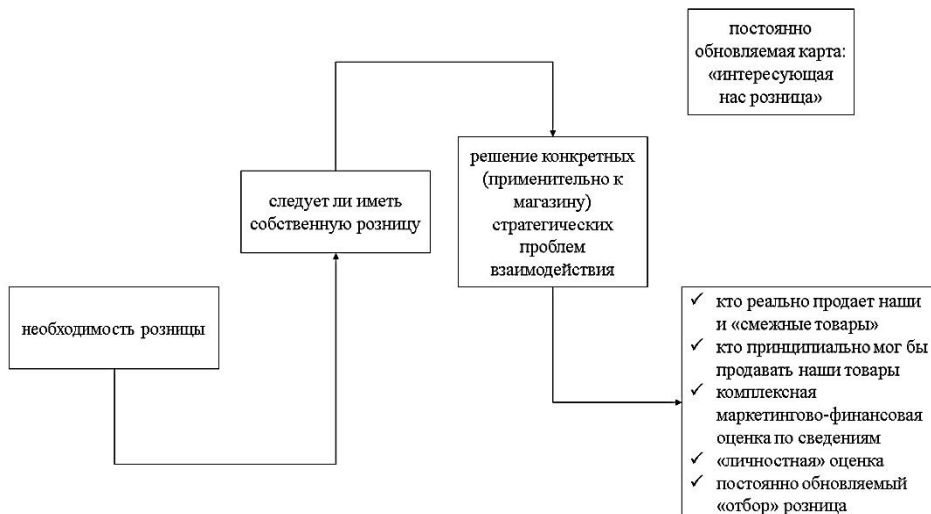 постоянно
обновляемая карта:
«интересующая
нас розница»
решение конкретных
(применительно к
магазину)
стратегических
проблем
взаимодействия
следует ли иметь
собственную розницу
необходимость розницы
✓ кто реально продает наши
и «смежные товары»
✓ кто принципиально мог бы
продавать наши товары
✓ комплексная
маркетингово-финансовая
оценка по сведениям
✓ «личностная» оценка
✓ постоянно обновляемый
«отбор» розница